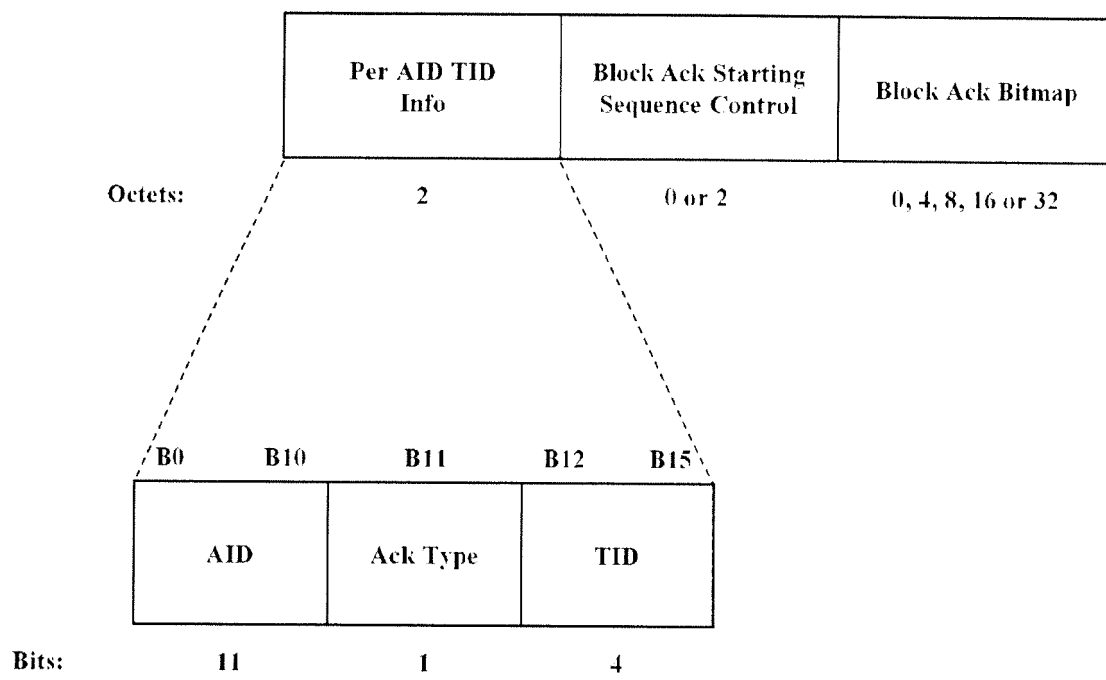 Per AID TID
Info
Block Ack Starting
Sequence Control
Block Ack Bitmap
Octets: 2 0 or 2 0, 4, 8, 16 or 32
B0 B10 B11 B12 B15
AID Ack Type TID
Bits: 11 1 4